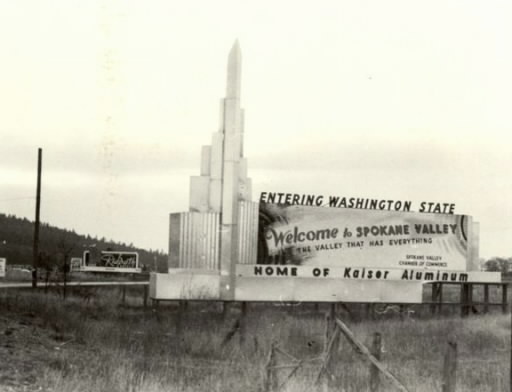 ENTERING WASHINGTON STATE
Welcome to SPOKANE VALLEY
THE VALLEY THAT HAS EVERYTHING
SPOKANE VALLEY
CHAMBER OF COMMERCE
HOME OF Kaiser Aluminum